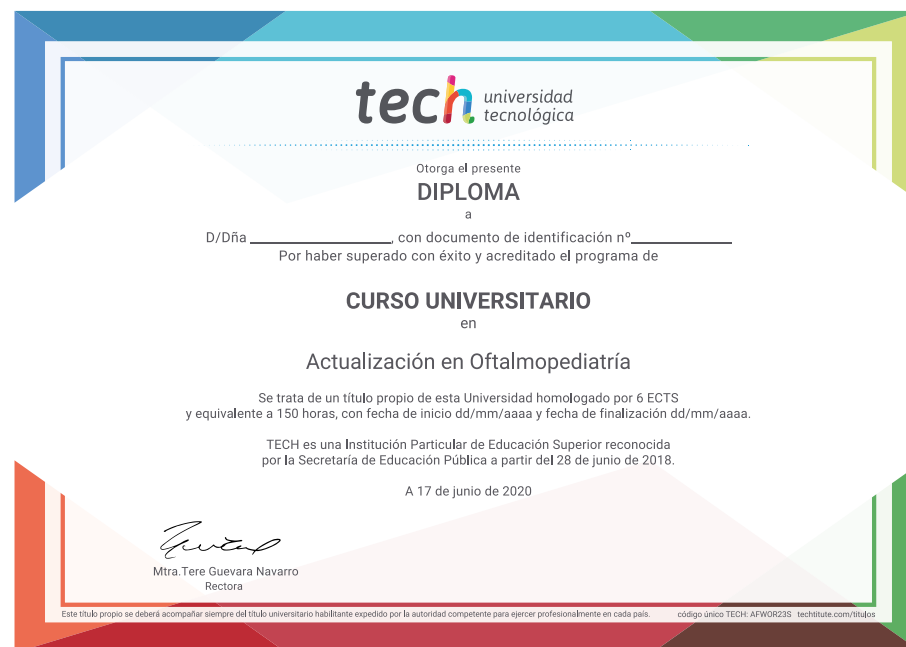 tech universidad
tecnológica
Otorga el presente
DIPLOMA
a
D/Dña ____________________, con documento de identificación nº______________
Por haber superado con éxito y acreditado el programa de
CURSO UNIVERSITARIO
en
Actualización en Oftalmopediatría
Se trata de un título propio de esta Universidad homologado por 6 ECTS
y equivalente a 150 horas, con fecha de inicio dd/mm/aaaa y fecha de finalización dd/mm/aaaa.
TECH es una Institución Particular de Educación Superior reconocida
por la Secretaría de Educación Pública a partir del 28 de junio de 2018.
A 17 de junio de 2020
Mtra.Tere Guevara Navarro
Rectora
Este título propio se deberá acompañar siempre del título universitario habilitante expedido por la autoridad competente para ejercer profesionalmente en cada país. código único TECH: AFWOR23S techtitute.com/titulos